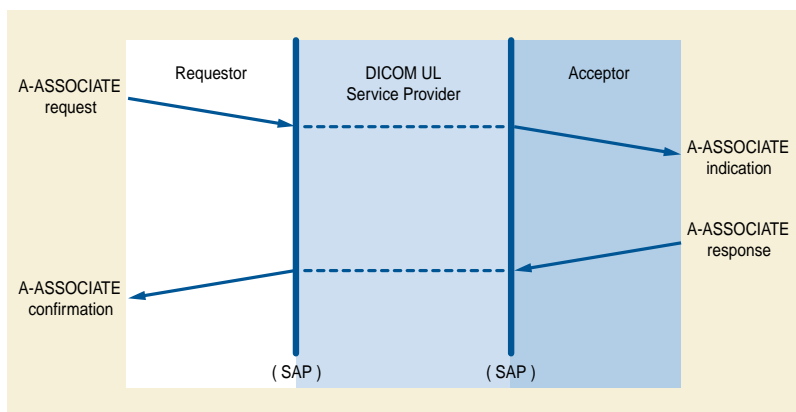 Requestor
DICOM UL
Service Provider
Acceptor
A-ASSOCIATE
request
A-ASSOCIATE
indication
A-ASSOCIATE
response
A-ASSOCIATE
confirmation
( SAP )
( SAP )